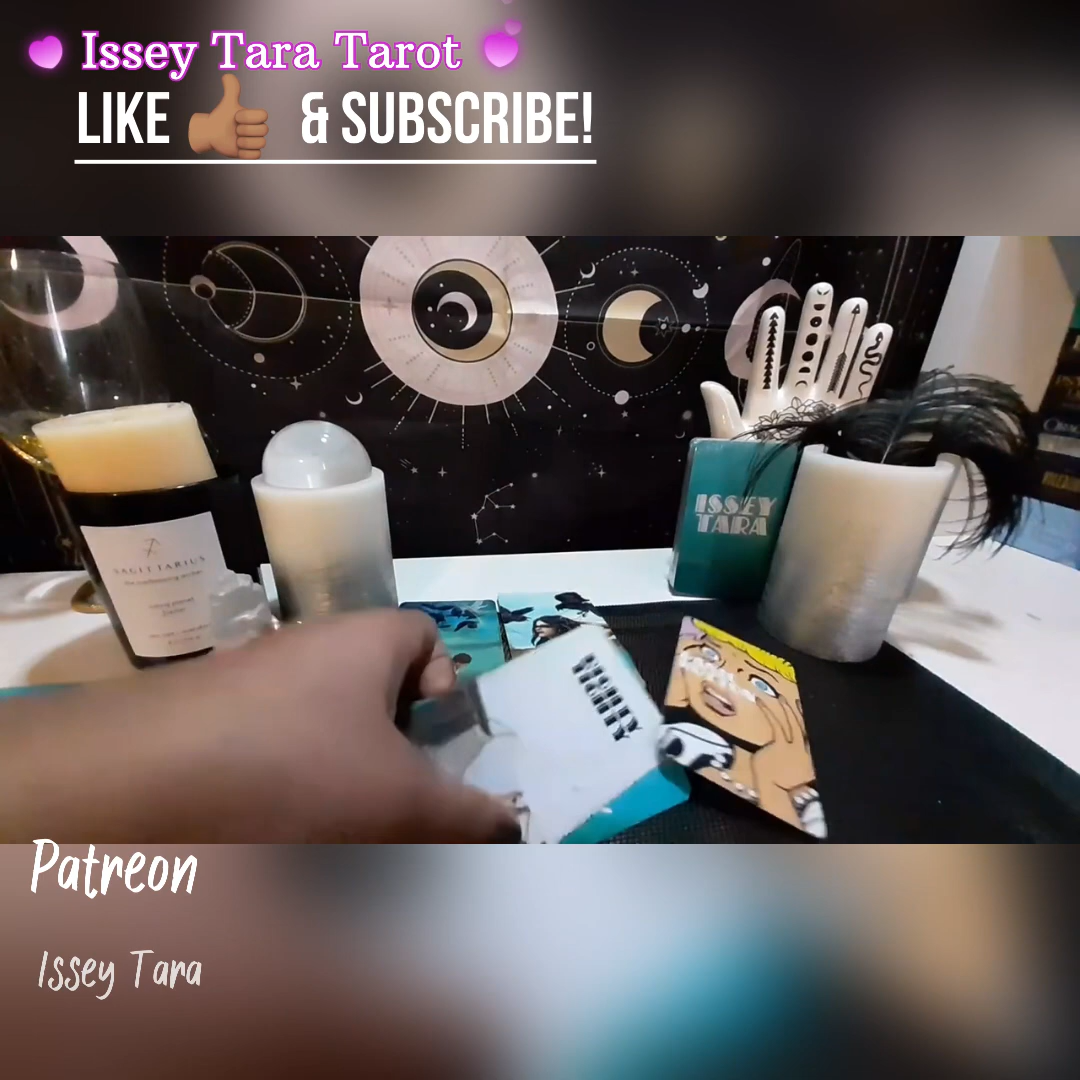 Issey Tara Tarot
LIKE 👍🏽 & SUBSCRIBE!
ISSEY
TARA
SAGITTARIUS
Patreon
Issey Tara